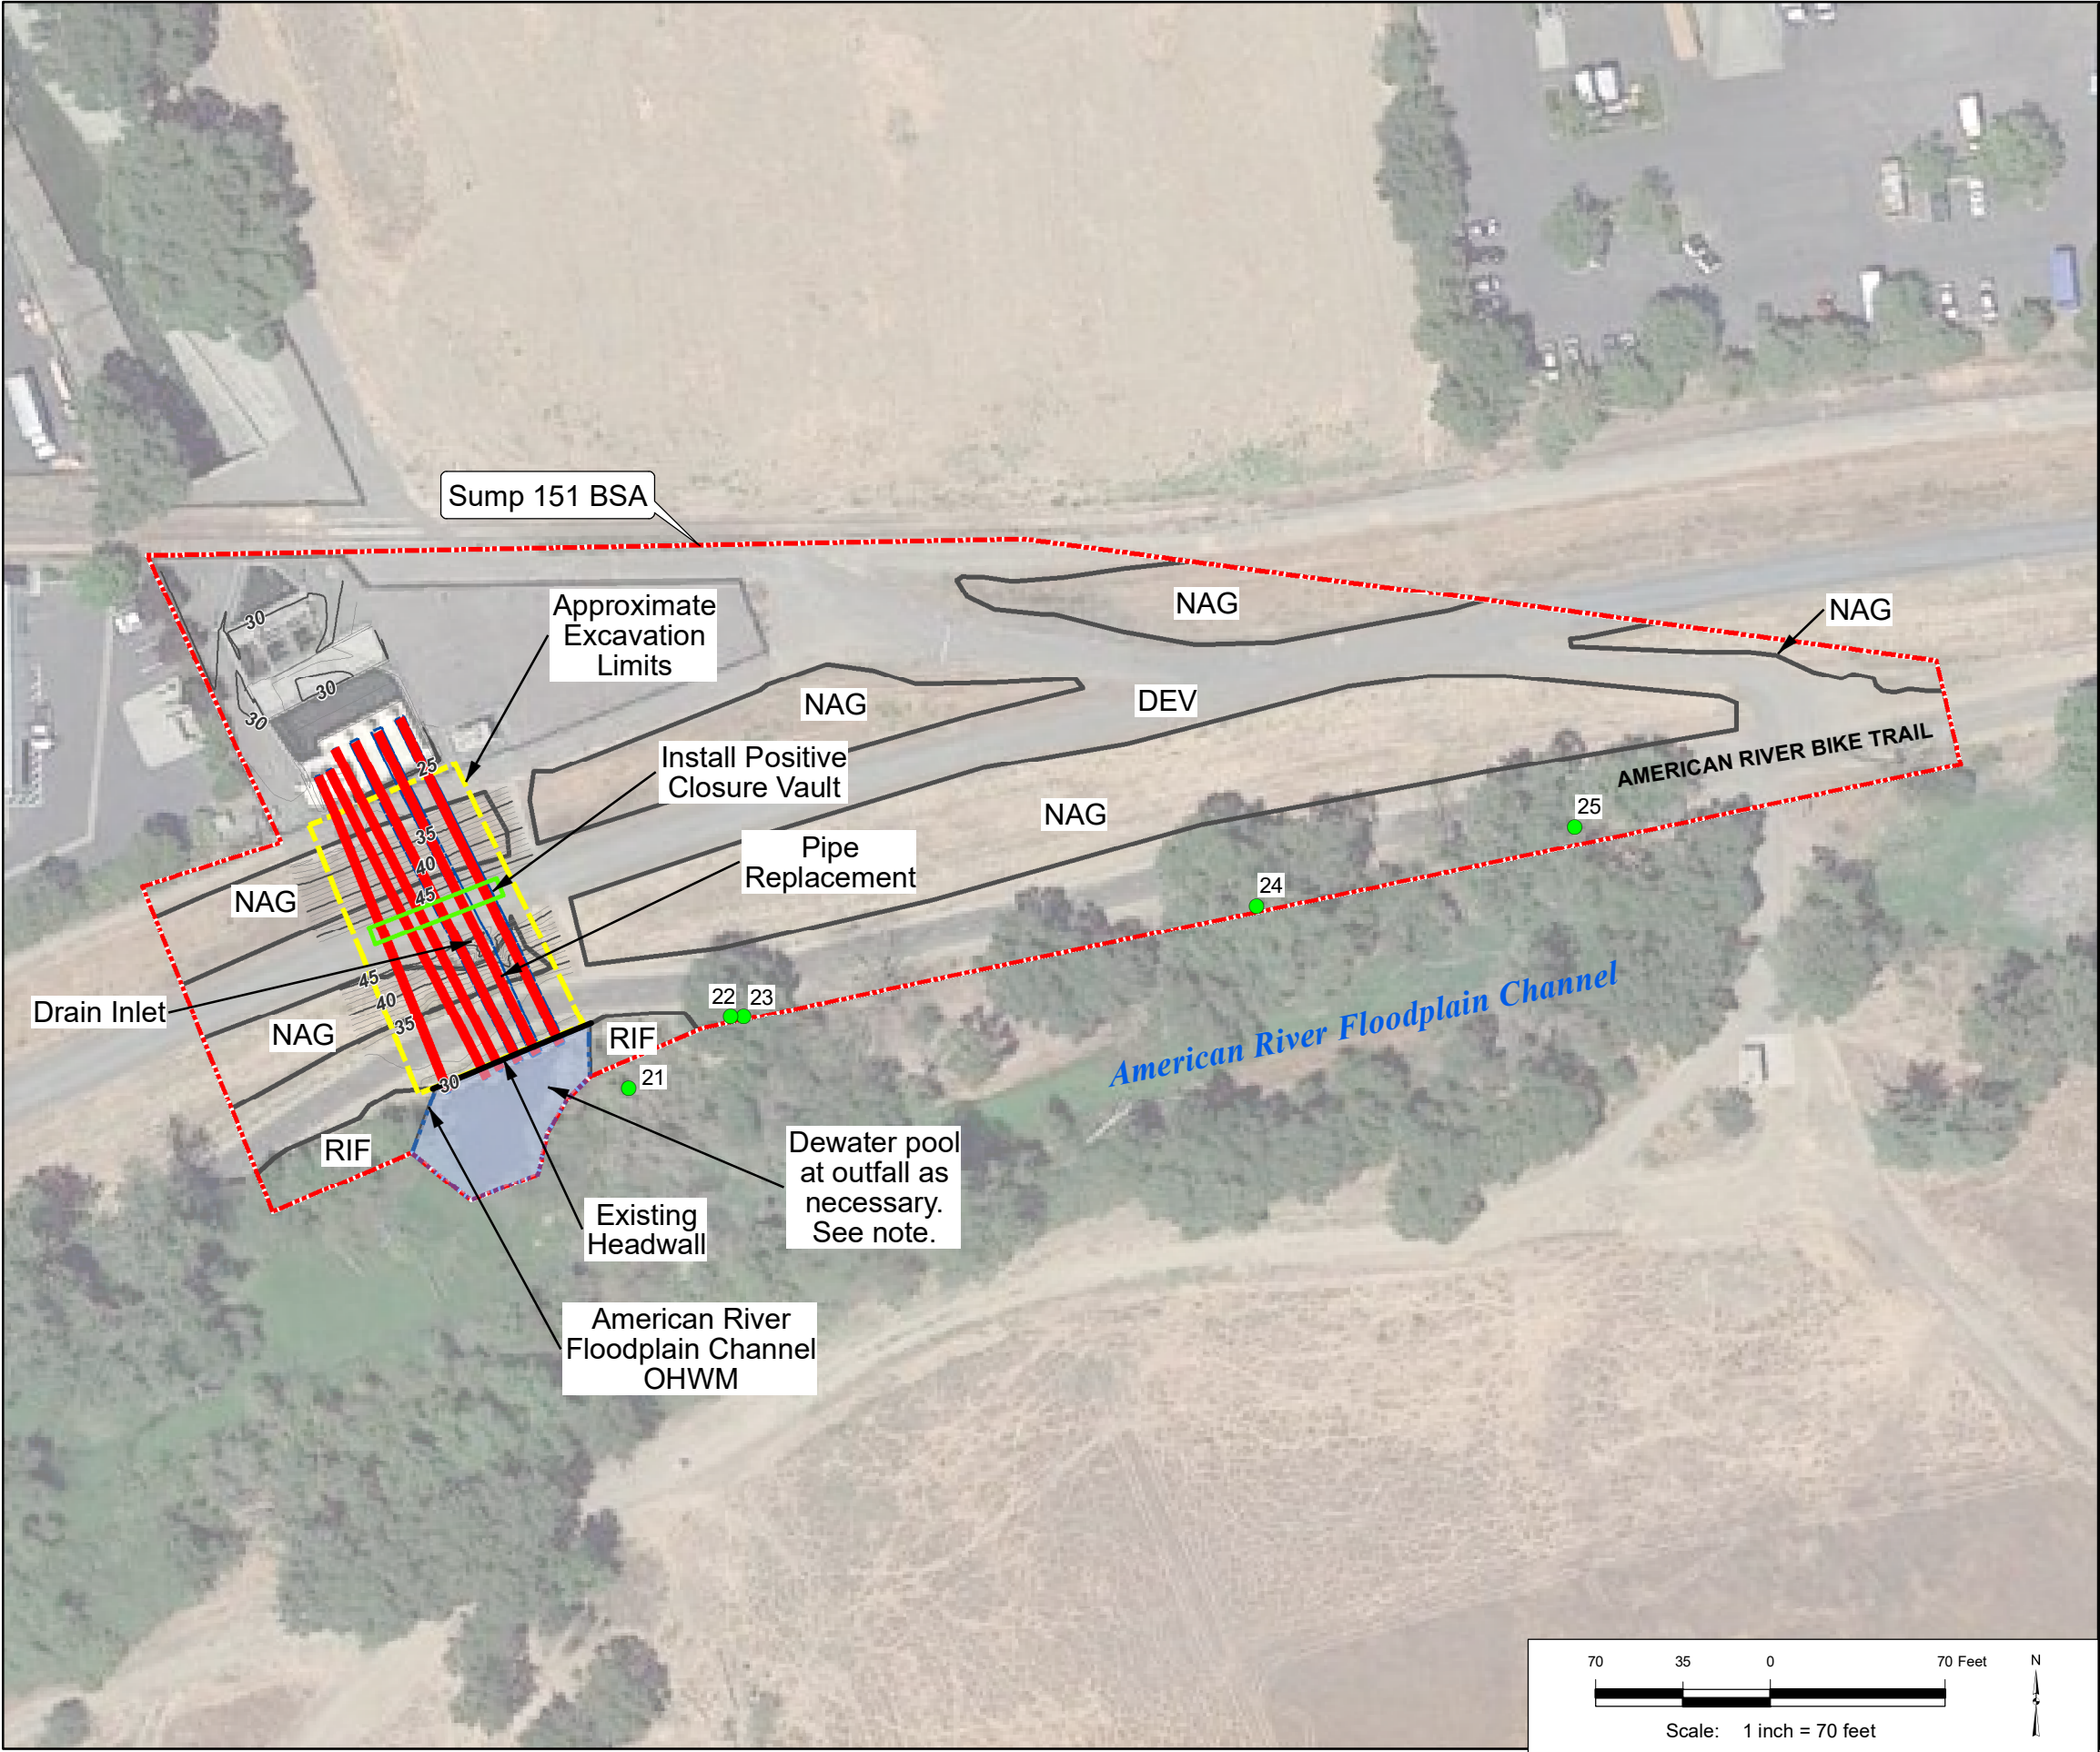 Sump 151 BSA
Approximate
Excavation
Limits
NAG
NAG
30
30
30
NAG
DEV
AMERICAN RIVER BIKE TRAIL
25
Install Positive
Closure Vault
NAG
25
35
40
45
Pipe
Replacement
NAG
24
45
40
35
Drain Inlet
NAG
22
23
RIF
American River Floodplain Channel
30
21
RIF
Dewater pool
at outfall as
necessary.
See note.
Existing
Headwall
American River
Floodplain Channel
OHWM
70
35
0
70 Feet
N
Scale: 1 inch = 70 feet